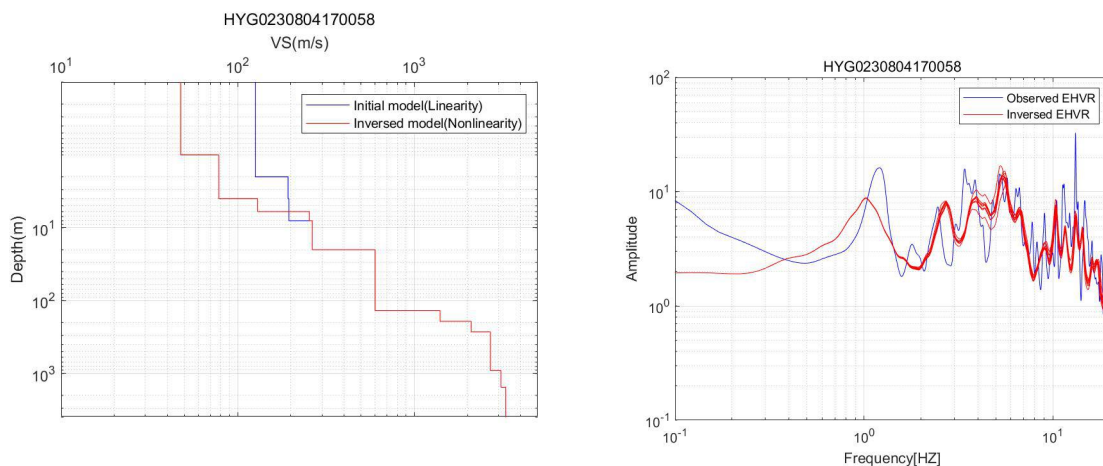 HYG0230804170058
VS(m/s)
10^1
10^2
10^3
Initial model(Linearity)
Inversed model(Nonlinearity)
Depth(m)
10^1
10^2
10^3
HYG0230804170058
Observed EHVR
Inversed EHVR
Amplitude
10^2
10^1
10^0
10^-1
10^-1
10^0
10^1
Frequency[HZ]